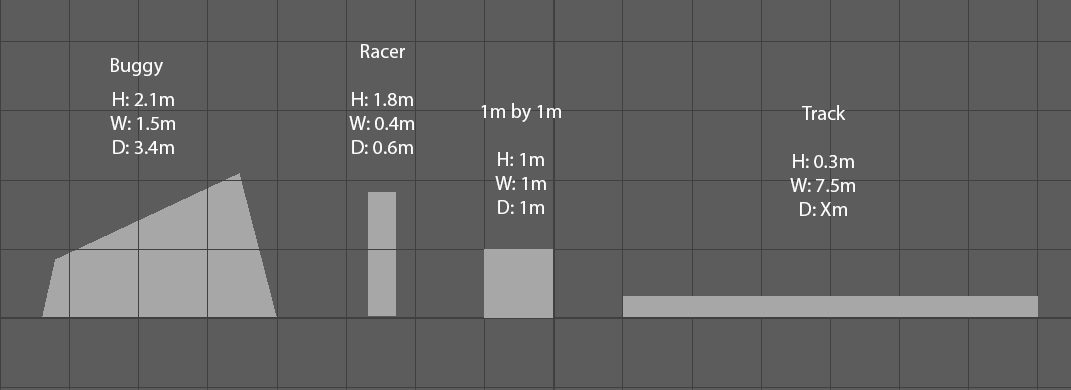 Buggy
H: 2.1m
W: 1.5m
D: 3.4m
Racer
H: 1.8m
W: 0.4m
D: 0.6m
1m by 1m
H: 1m
W: 1m
D: 1m
Track
H: 0.3m
W: 7.5m
D: Xm